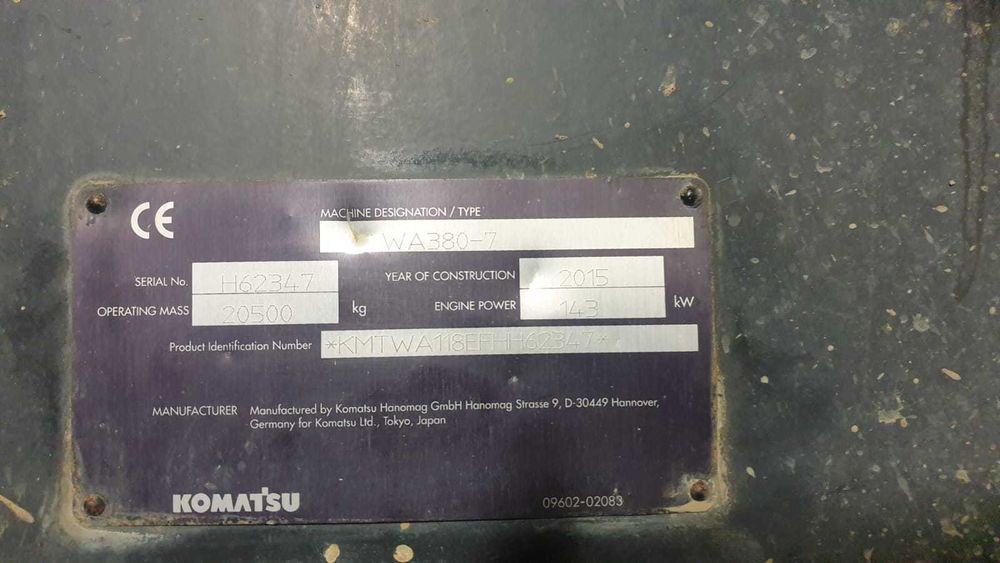 CE
MACHINE DESIGNATION / TYPE
WA380-7
SERIAL No. H62347 YEAR OF CONSTRUCTION 2015
OPERATING MASS 20500 kg ENGINE POWER 143 kW
Product Identification Number *KMTWA118EFHH62347*
MANUFACTURER Manufactured by Komatsu Hanomag GmbH Hanomag Strasse 9, D-30449 Hannover,
Germany for Komatsu Ltd., Tokyo, Japan
KOMATSU 09602-02083